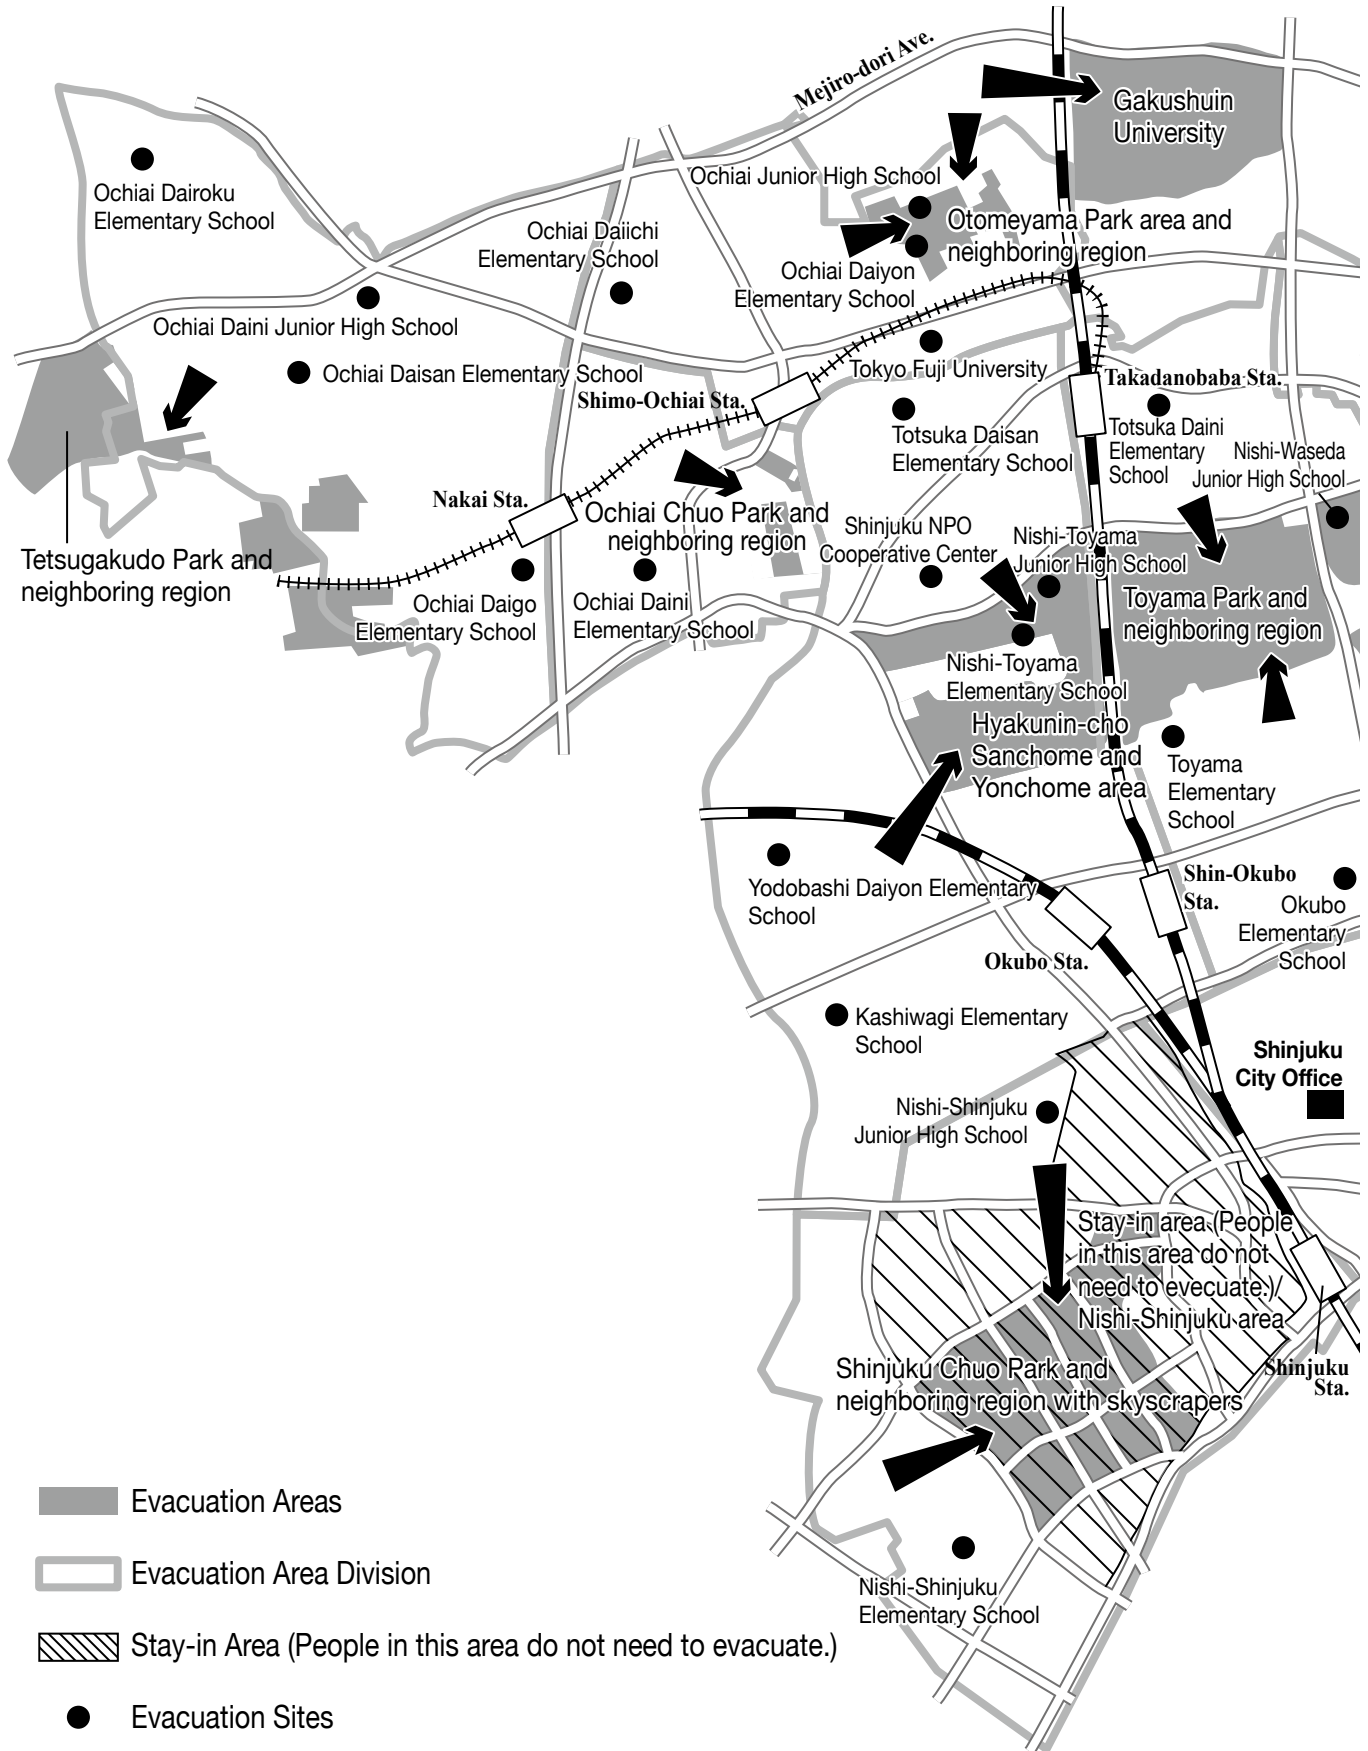 Mejiro-dori Ave.
Gakushuin
University
Ochiai Dairoku
Elementary School
Ochiai Junior High School
Otomeyama Park area and
neighboring region
Ochiai Daiichi
Elementary School
Ochiai Daiyon
Elementary School
Ochiai Daini Junior High School
Ochiai Daisan Elementary School
Shimo-Ochiai Sta.
Tokyo Fuji University
Takadanobaba Sta.
Totsuka Daisan
Elementary School
Totsuka Daini
Elementary
School
Nishi-Waseda
Junior High School
Nakai Sta.
Ochiai Chuo Park and
neighboring region
Shinjuku NPO
Cooperative Center
Nishi-Toyama
Junior High School
Tetsugakudo Park and
neighboring region
Ochiai Daigo
Elementary School
Ochiai Daini
Elementary School
Toyama Park and
neighboring region
Nishi-Toyama
Elementary School
Hyakunin-cho
Sanchome and
Yonchome area
Toyama
Elementary
School
Yodobashi Daiyon Elementary
School
Shin-Okubo
Sta.
Okubo
Elementary
School
Okubo Sta.
Kashiwagi Elementary
School
Shinjuku
City Office
Nishi-Shinjuku
Junior High School
Stay-in area (People
in this area do not
need to evecuate.)/
Nishi-Shinjuku area
Shinjuku Chuo Park and
neighboring region with skyscrapers
Shinjuku
Sta.
Nishi-Shinjuku
Elementary School
Evacuation Areas
Evacuation Area Division
Stay-in Area (People in this area do not need to evacuate.)
Evacuation Sites